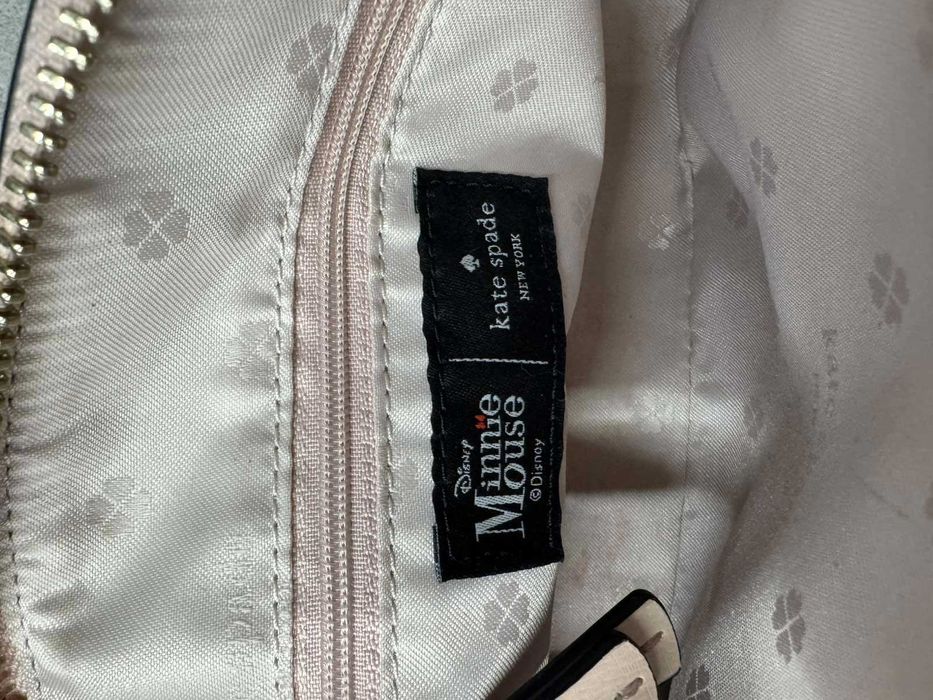 Disney
Minnie
Mouse
©Disney
kate spade
NEW YORK